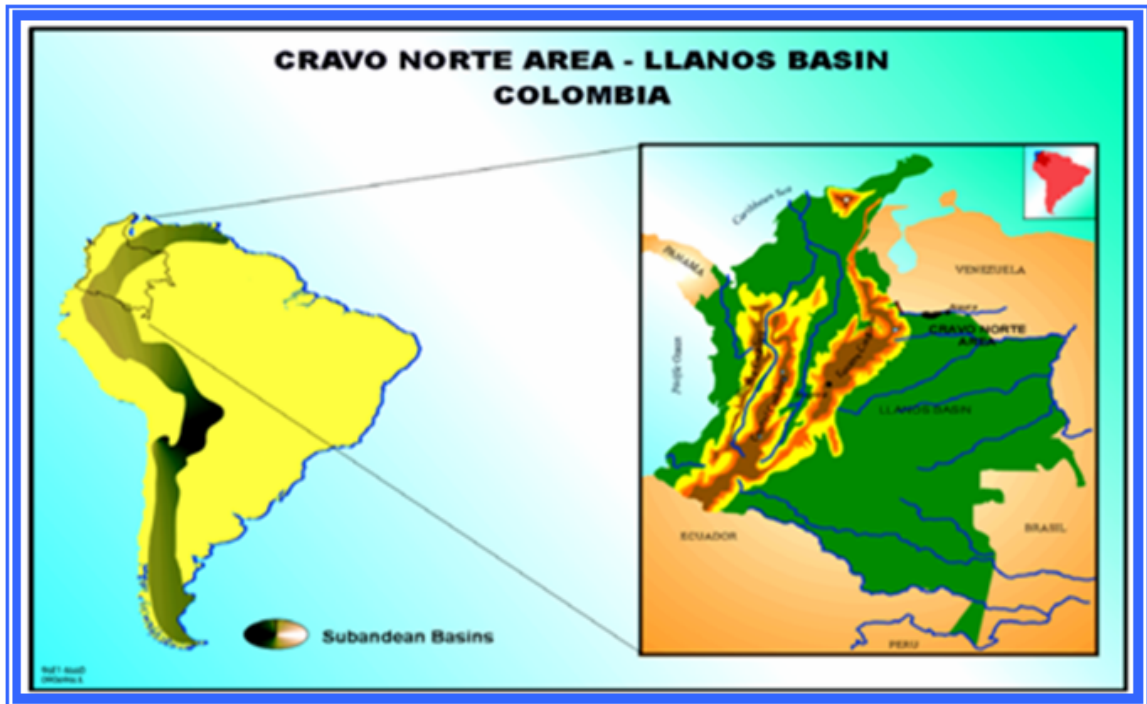 CRAVO NORTE AREA - LLANOS BASIN
COLOMBIA
Caribbean Sea
PANAMA
VENEZUELA
CRAVO NORTE
AREA
Pacific Ocean
LLANOS BASIN
ECUADOR
BRASIL
PERU
Subandean Basins